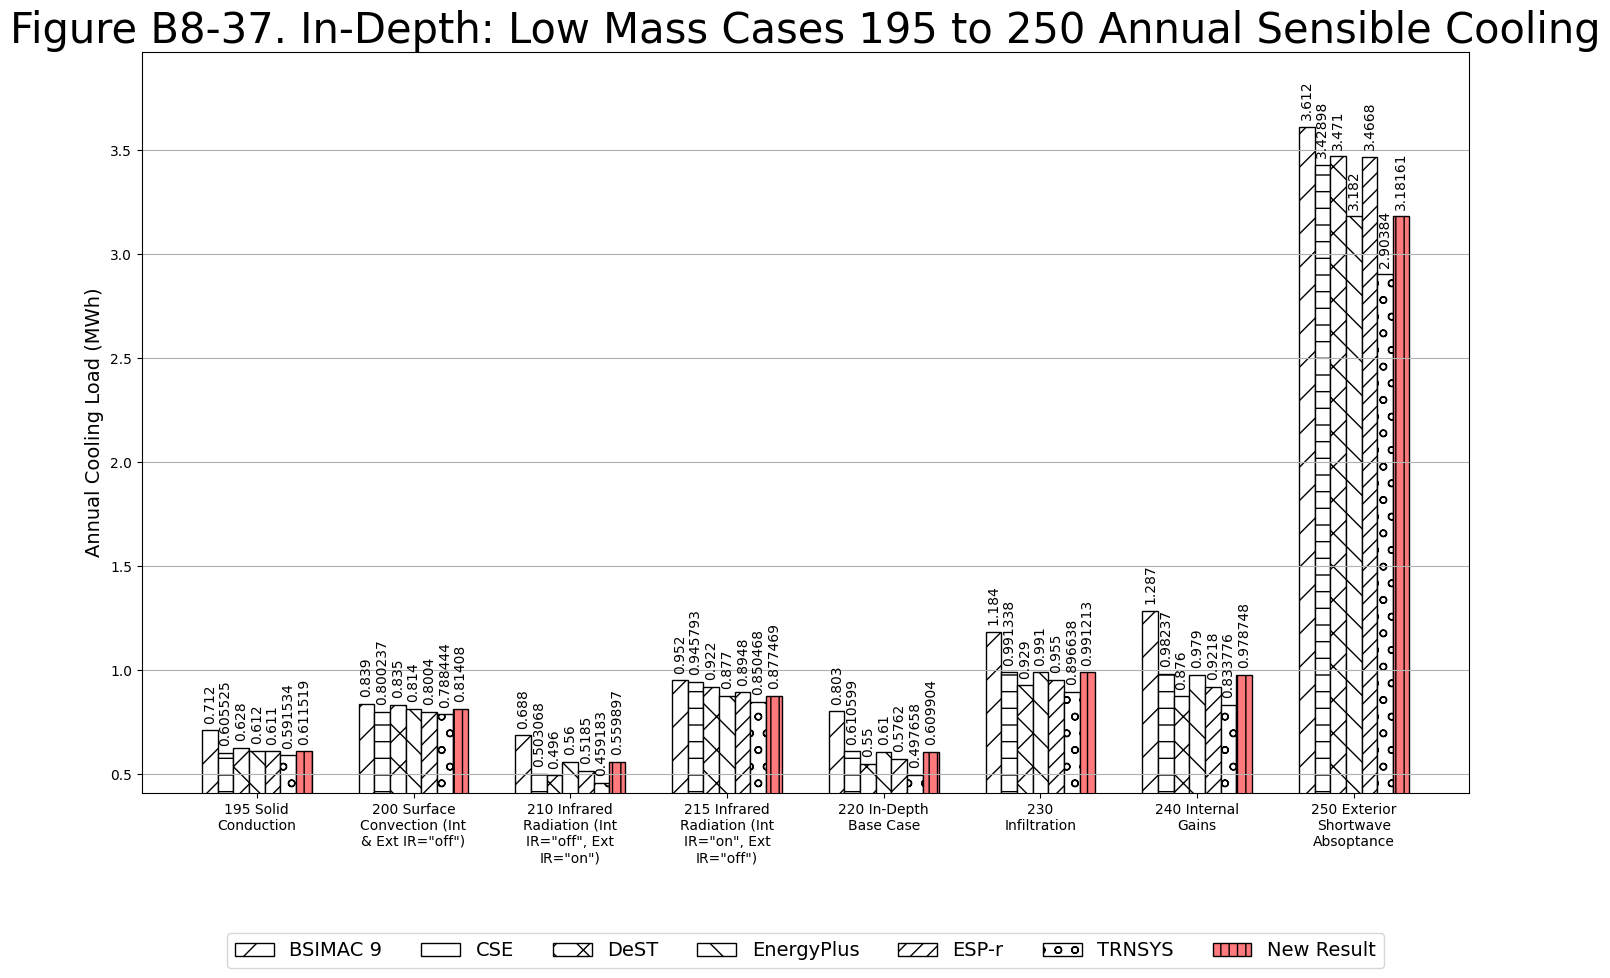 Figure B8-37. In-Depth: Low Mass Cases 195 to 250 Annual Sensible Cooling
Annual Cooling Load (MWh)
3.5
3.0
2.5
2.0
1.5
1.0
0.5
0.712
0.605525
0.628
0.612
0.611
0.591534
0.611519
0.839
0.800237
0.835
0.814
0.8004
0.788444
0.81408
0.688
0.503068
0.496
0.56
0.5185
0.459183
0.559897
0.952
0.945793
0.922
0.877
0.8948
0.850468
0.877469
0.803
0.610599
0.55
0.61
0.5762
0.497658
0.609904
1.184
0.991338
0.929
0.991
0.955
0.896638
0.991213
1.287
0.98237
0.876
0.979
0.9218
0.833776
0.978748
3.612
3.42898
3.471
3.182
3.4668
2.90384
3.18161
195 Solid
Conduction
200 Surface
Convection (Int
& Ext IR="off")
210 Infrared
Radiation (Int
IR="off", Ext
IR="on")
215 Infrared
Radiation (Int
IR="on", Ext
IR="off")
220 In-Depth
Base Case
230
Infiltration
240 Internal
Gains
250 Exterior
Shortwave
Absoptance
BSIMAC 9
CSE
DeST
EnergyPlus
ESP-r
TRNSYS
New Result